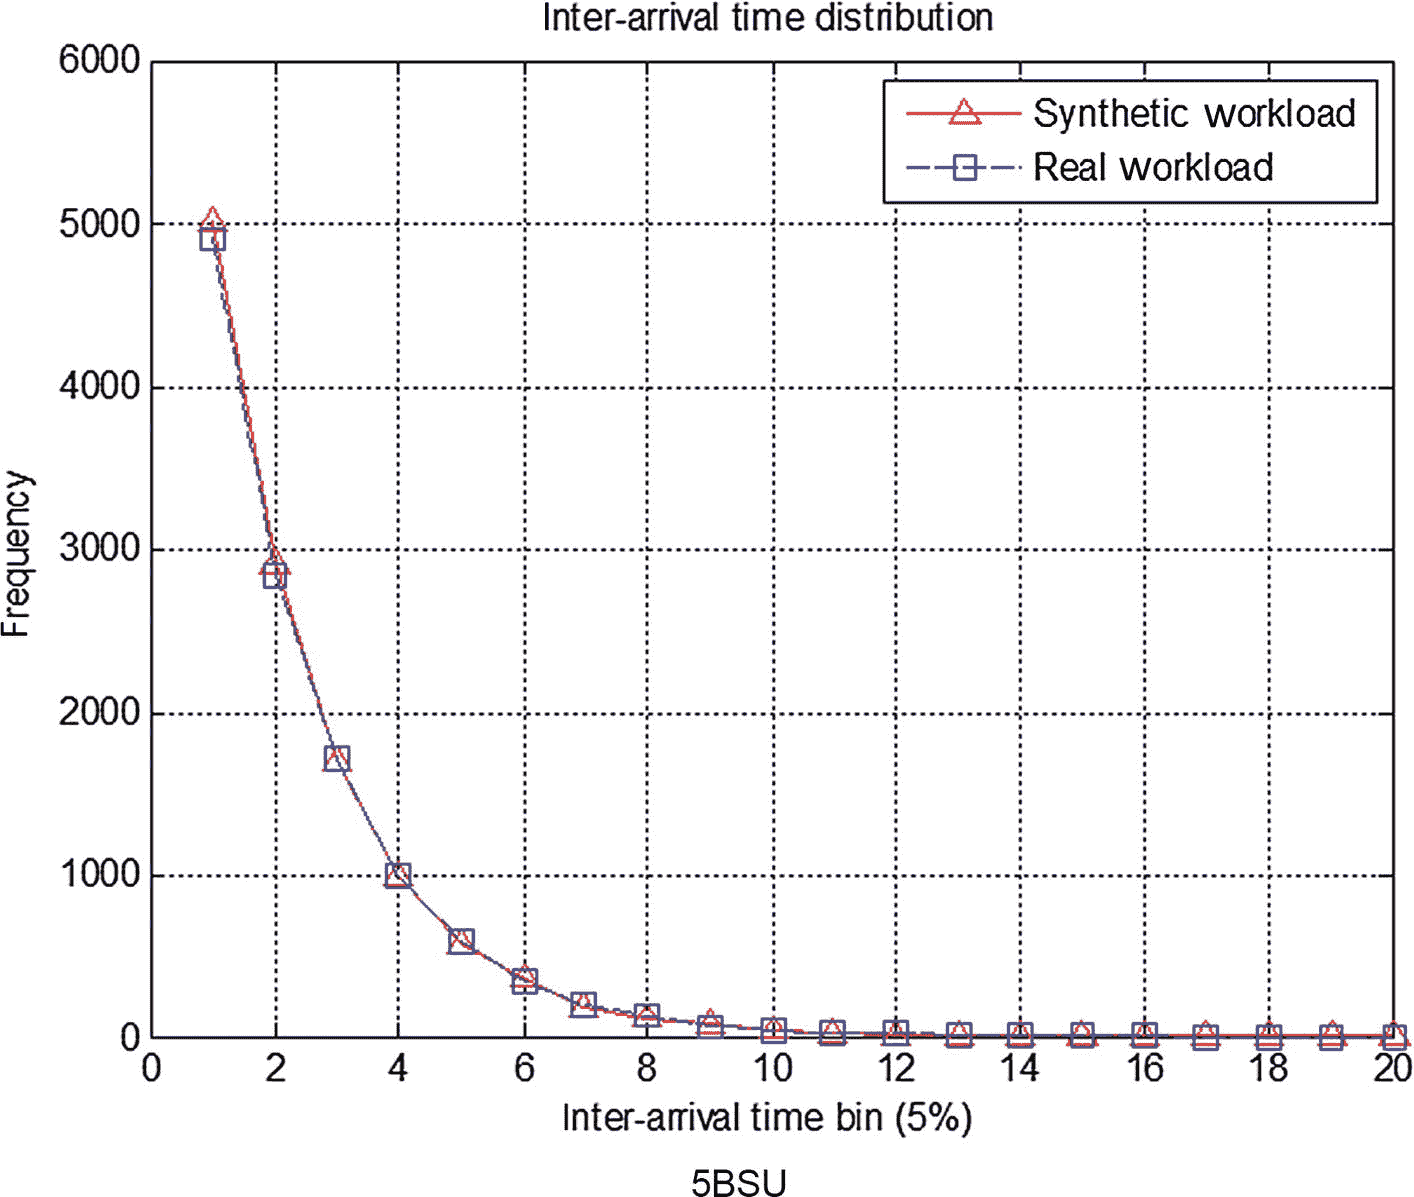 Inter-arrival time distribution
6000
5000
4000
3000
2000
1000
0
Frequency
Synthetic workload
Real workload
0 2 4 6 8 10 12 14 16 18 20
Inter-arrival time bin (5%)
5BSU